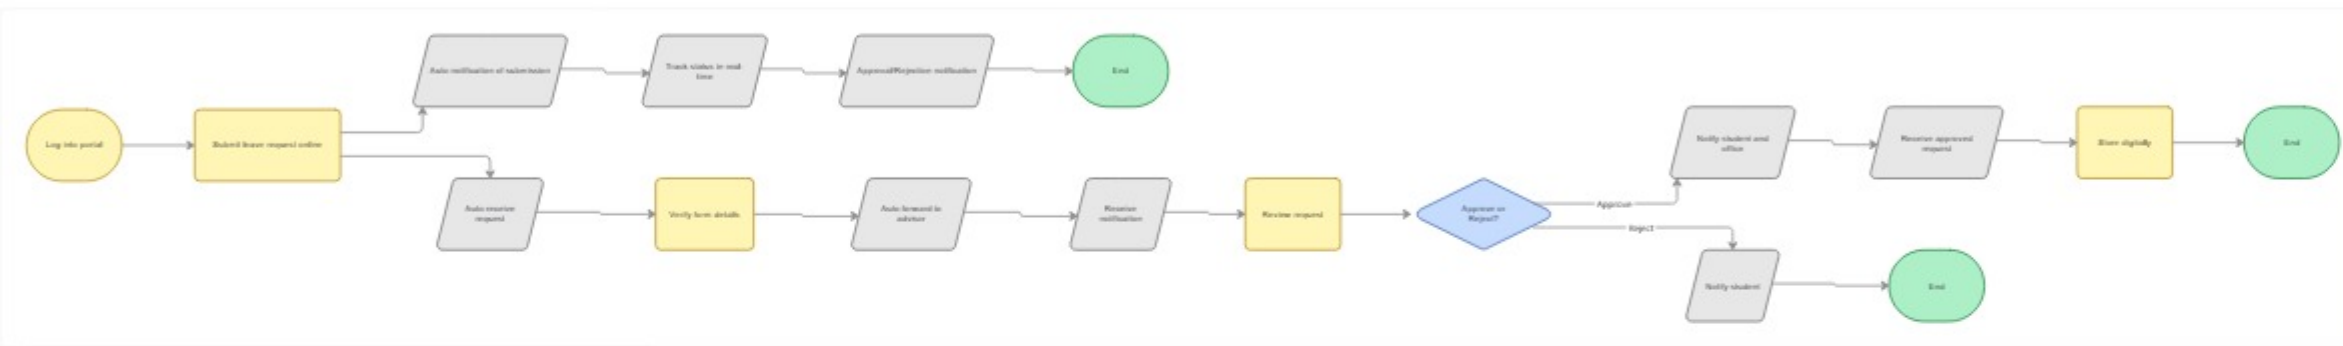 Auto notification of submission
Track status in real-
time
Approval/Rejection notification
End
Log into portal
Submit leave request online
Notify student and
office
Receive approved
request
Store digitally
End
Auto receive
request
Verify form details
Auto forward to
advisor
Receive
notification
Review request
Approve or
Reject?
Approve
Reject
Notify student
End